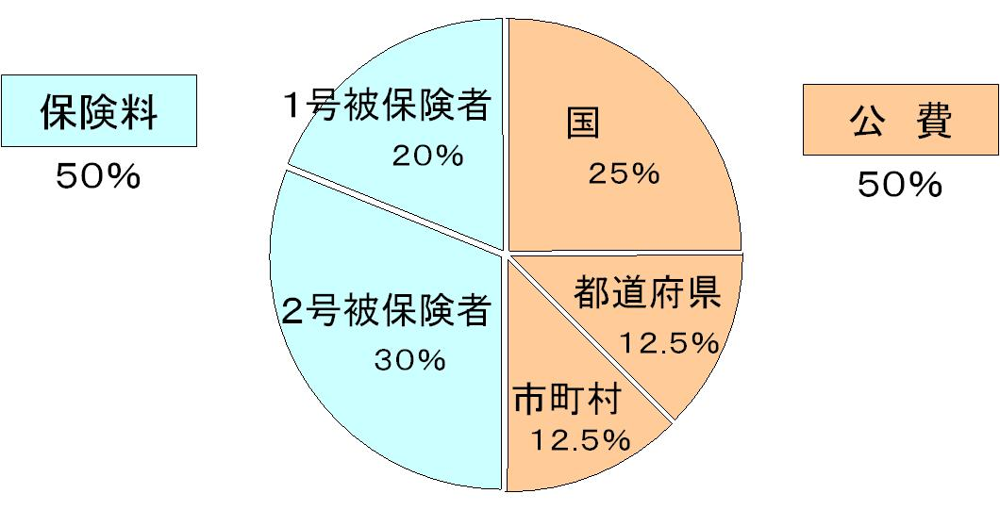 保険料
50%
1号被保険者
20%
2号被保険者
30%
国
25%
都道府県
12.5%
市町村
12.5%
公 費
50%